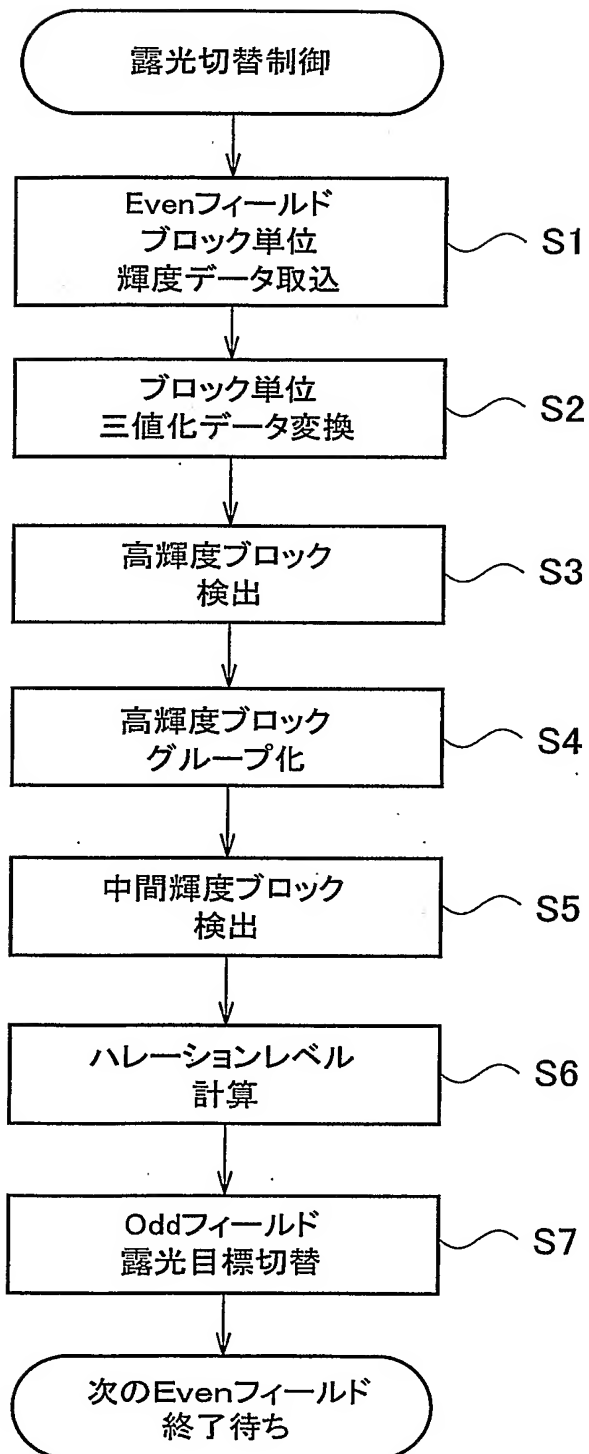 露光切替制御
Evenフィールド
ブロック単位
輝度データ取込
S1
ブロック単位
三値化データ変換
S2
高輝度ブロック
検出
S3
高輝度ブロック
グループ化
S4
中間輝度ブロック
検出
S5
ハレーションレベル
計算
S6
Oddフィールド
露光目標切替
S7
次のEvenフィールド
終了待ち